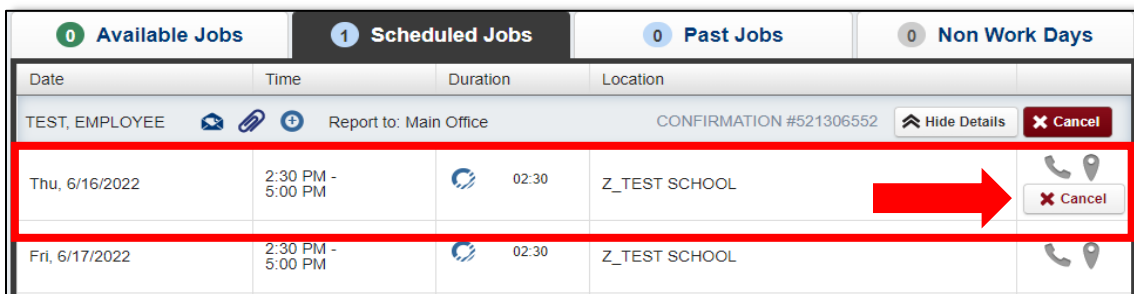 0 Available Jobs 1 Scheduled Jobs 0 Past Jobs 0 Non Work Days
Date Time Duration Location
TEST, EMPLOYEE Report to: Main Office CONFIRMATION #521306552 Hide Details Cancel
Thu, 6/16/2022 2:30 PM - 02:30 Z_TEST SCHOOL
5:00 PM
Cancel
Fri, 6/17/2022 2:30 PM - 02:30 Z_TEST SCHOOL
5:00 PM